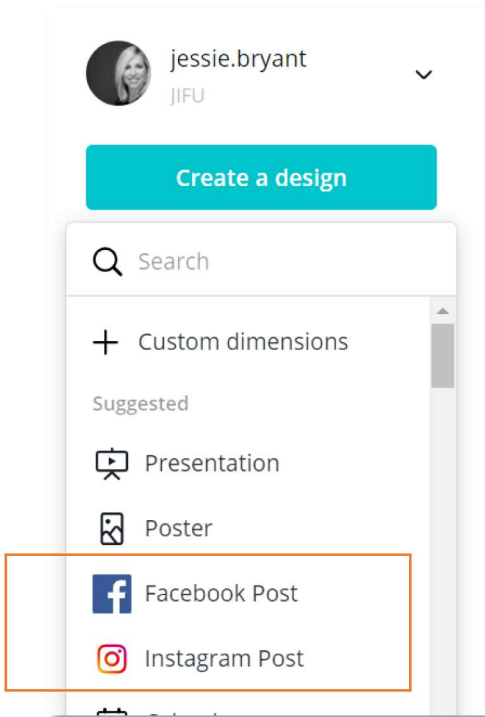 jessie.bryant
JIFU
Create a design
Search
Custom dimensions
Suggested
Presentation
Poster
Facebook Post
Instagram Post